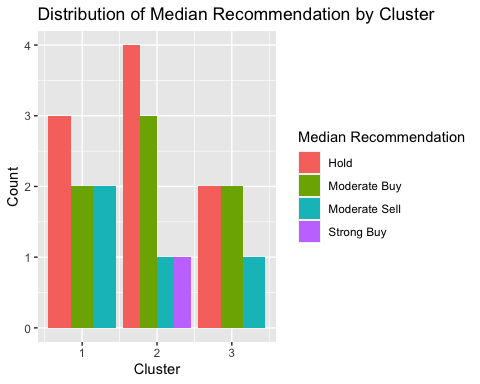 Distribution of Median Recommendation by Cluster
Count
4
3
2
1
0
1 2 3
Cluster
Median Recommendation
Hold
Moderate Buy
Moderate Sell
Strong Buy